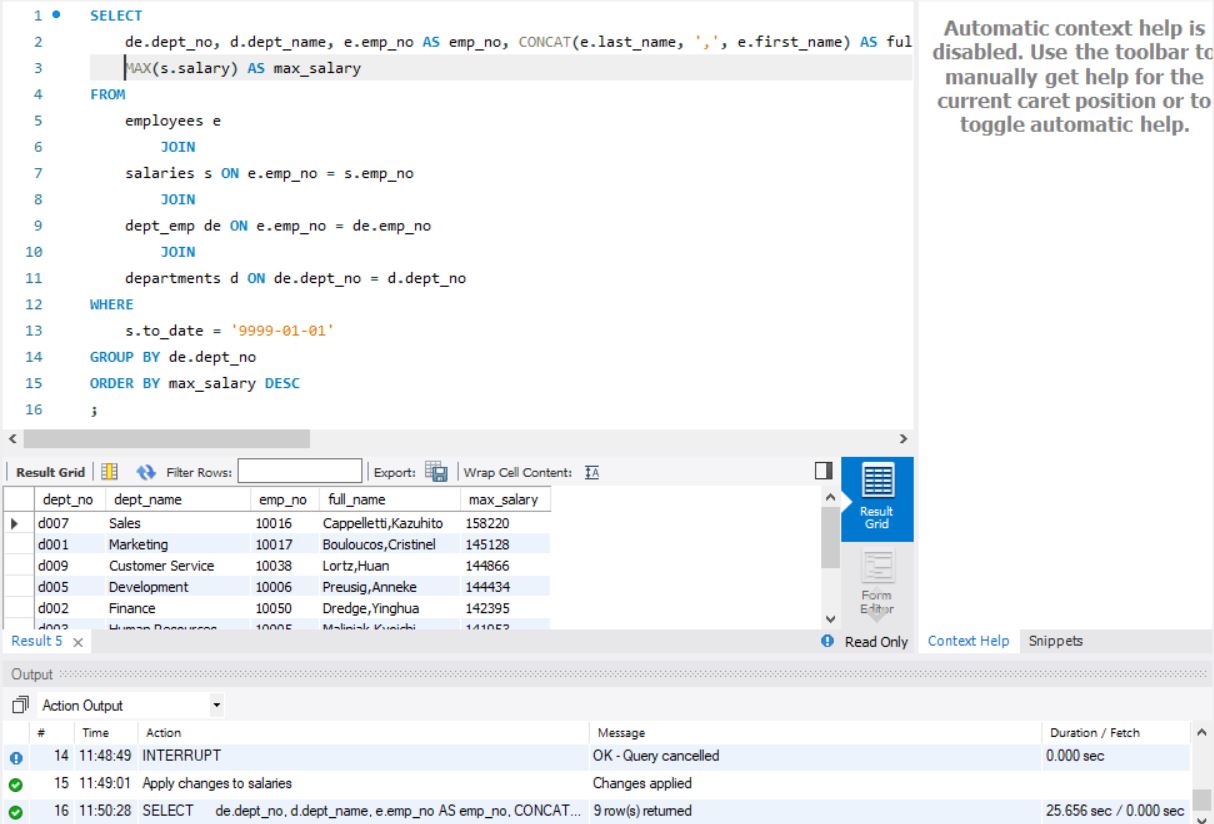 1 SELECT
2 de.dept_no, d.dept_name, e.emp_no AS emp_no, CONCAT(e.last_name, ',', e.first_name) AS ful
3 MAX(s.salary) AS max_salary
4 FROM
5 employees e
6 JOIN
7 salaries s ON e.emp_no = s.emp_no
8 JOIN
9 dept_emp de ON e.emp_no = de.emp_no
10 JOIN
11 departments d ON de.dept_no = d.dept_no
12 WHERE
13 s.to_date = '9999-01-01'
14 GROUP BY de.dept_no
15 ORDER BY max_salary DESC
16 ;
Automatic context help is
disabled. Use the toolbar to
manually get help for the
current caret position or to
toggle automatic help.
Result Grid Filter Rows: Export: Wrap Cell Content:
dept_no dept_name emp_no full_name max_salary
d007 Sales 10016 Cappelletti,Kazuhito 158220
d001 Marketing 10017 Bouloucos,Cristinel 145128
d009 Customer Service 10038 Lortz,Huan 144866
d005 Development 10006 Preusig,Anneke 144434
d002 Finance 10050 Dredge,Yinghua 142395
d003 Human Resources 10005 Maliniak,Kyoichi 141953
Result
Grid
Form
Editor
Result 5 Read Only Context Help Snippets
Output
Action Output
# Time Action Message Duration / Fetch
14 11:48:49 INTERRUPT OK - Query cancelled 0.000 sec
15 11:49:01 Apply changes to salaries Changes applied
16 11:50:28 SELECT de.dept_no, d.dept_name, e.emp_no AS emp_no, CONCAT... 9 row(s) returned 25.656 sec / 0.000 sec